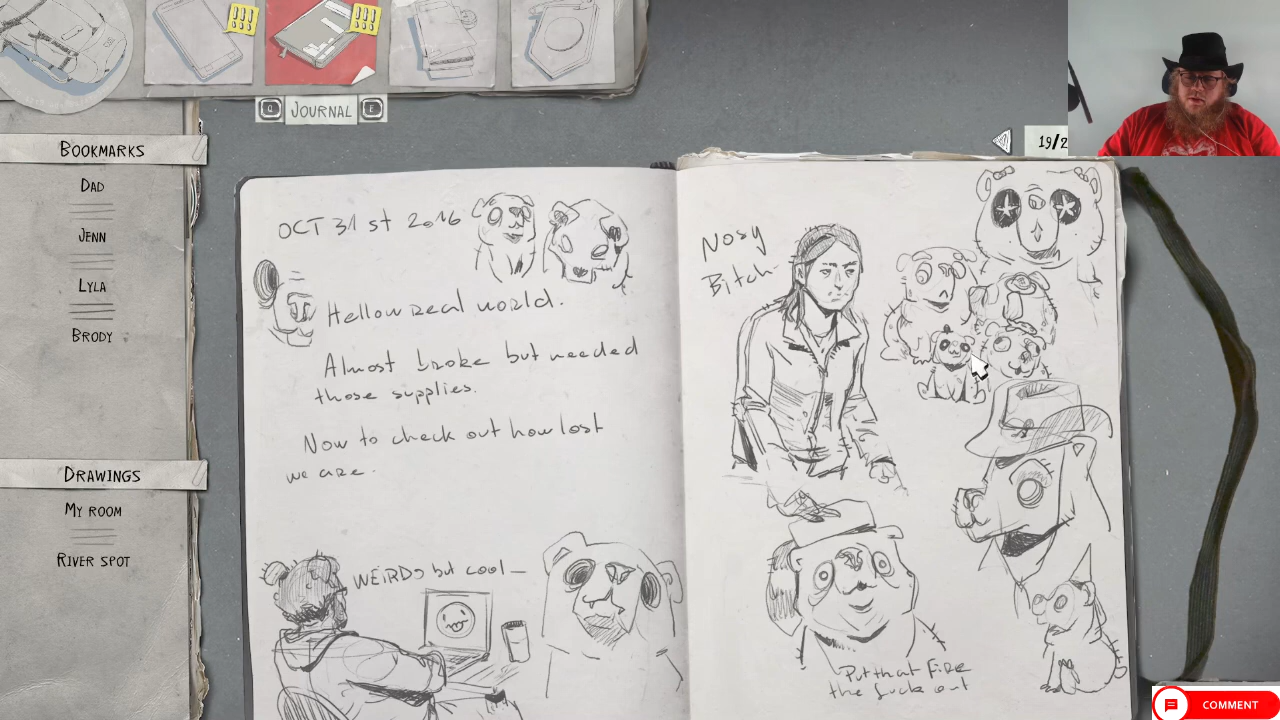 Q
JOURNAL
E
19/2
BOOKMARKS
DAD
JENN
LYLA
BRODY
DRAWINGS
MY ROOM
RIVER SPOT
OCT 31 st 2016
Hellow real world.
Almost broke but needed
those supplies.
Now to check out how lost
we are.
WEIRDS but cool
Nosy
Bitch
Put that Fire
the fuck out
COMMENT